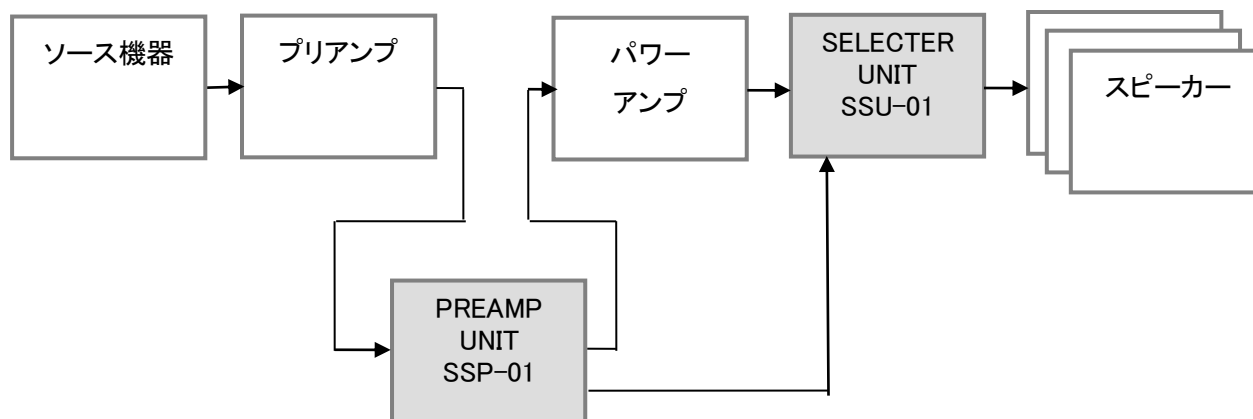 ソース機器
プリアンプ
パワー
アンプ
SELECTER
UNIT
SSU-01
スピーカー
PREAMP
UNIT
SSP-01